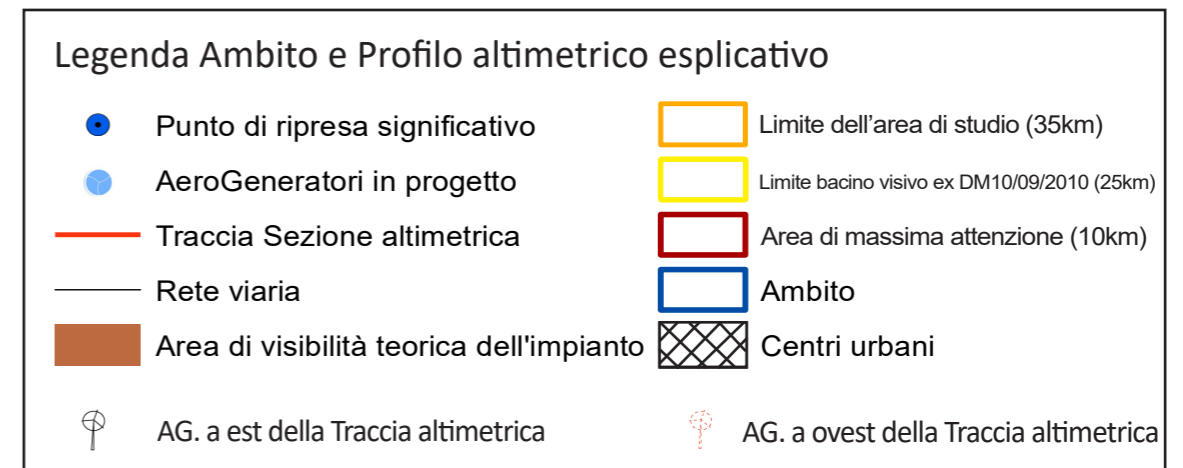 Legenda Ambito e Profilo altimetrico esplicativo
Punto di ripresa significativo
AeroGeneratori in progetto
Traccia Sezione altimetrica
Rete viaria
Area di visibilità teorica dell'impianto
AG. a est della Traccia altimetrica
Limite dell’area di studio (35km)
Limite bacino visivo ex DM10/09/2010 (25km)
Area di massima attenzione (10km)
Ambito
Centri urbani
AG. a ovest della Traccia altimetrica